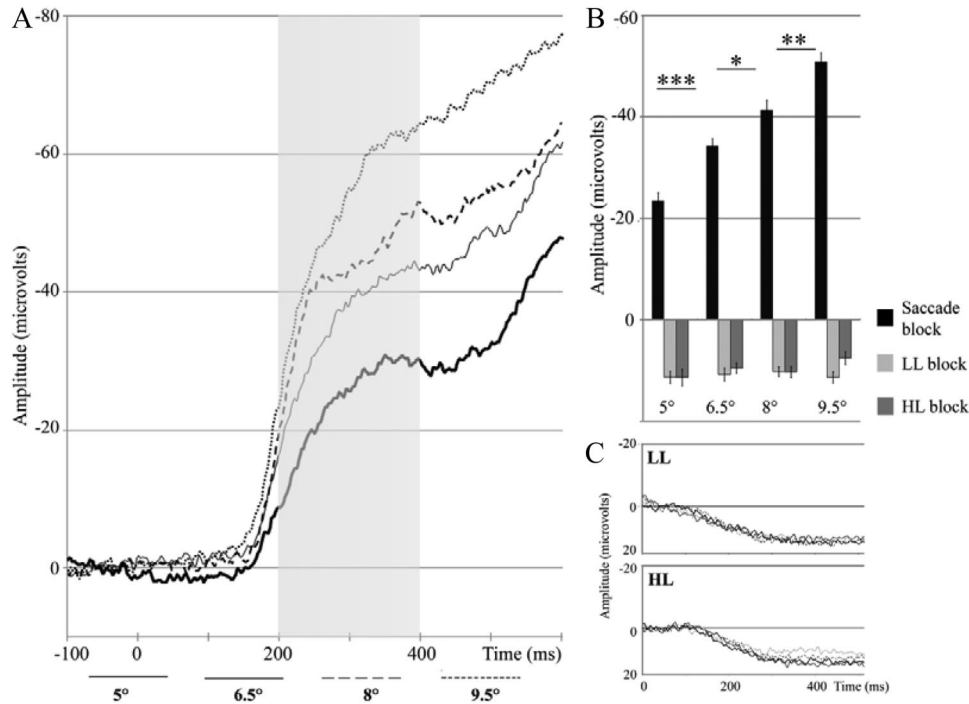 A
-80
-60
-40
-20
0
Amplitude (microvolts)
-100 0 200 400 Time (ms)
5° 6.5° 8° 9.5°
B
-60
-40
-20
0
Amplitude (microvolts)
*** * **
5° 6.5° 8° 9.5°
Saccade block
LL block
HL block
C
LL
-20
0
20
Amplitude (microvolts)
HL
-20
0
20
0 200 400 Time (ms)